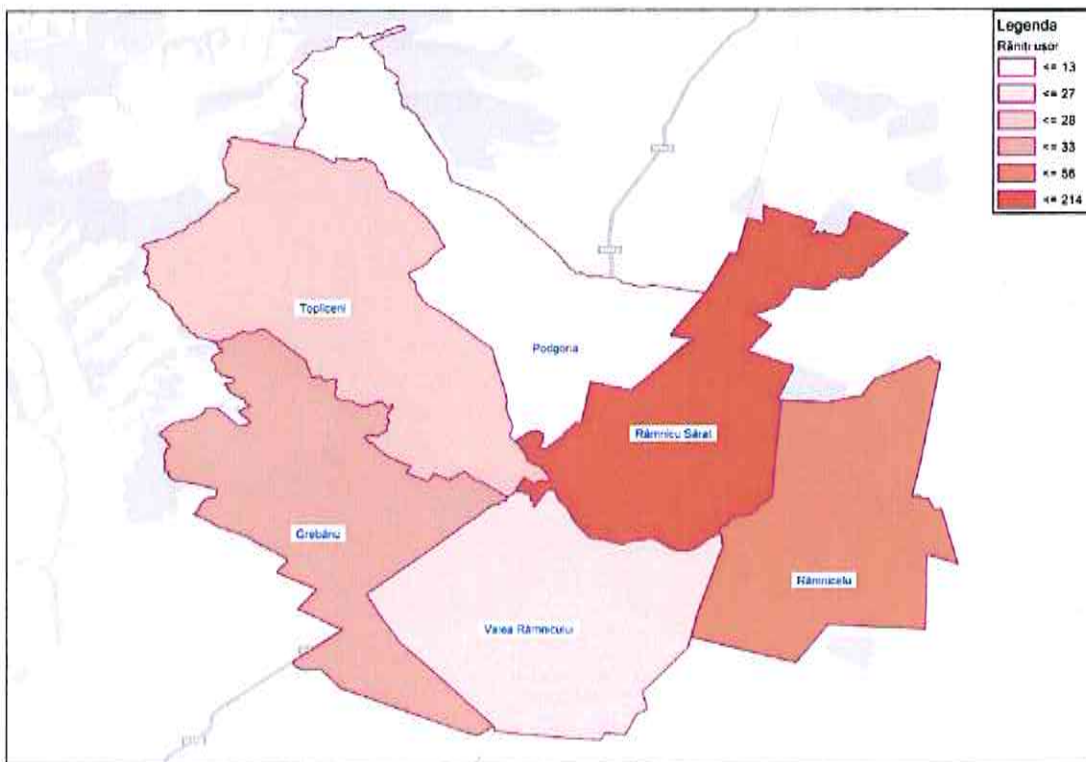 Legenda
Răniți ușor
<= 13
<= 27
<= 28
<= 33
<= 56
<= 214
Topliceni
Podgoria
Râmnicu Sărat
Grebănu
Râmnicelu
Valea Râmnicului